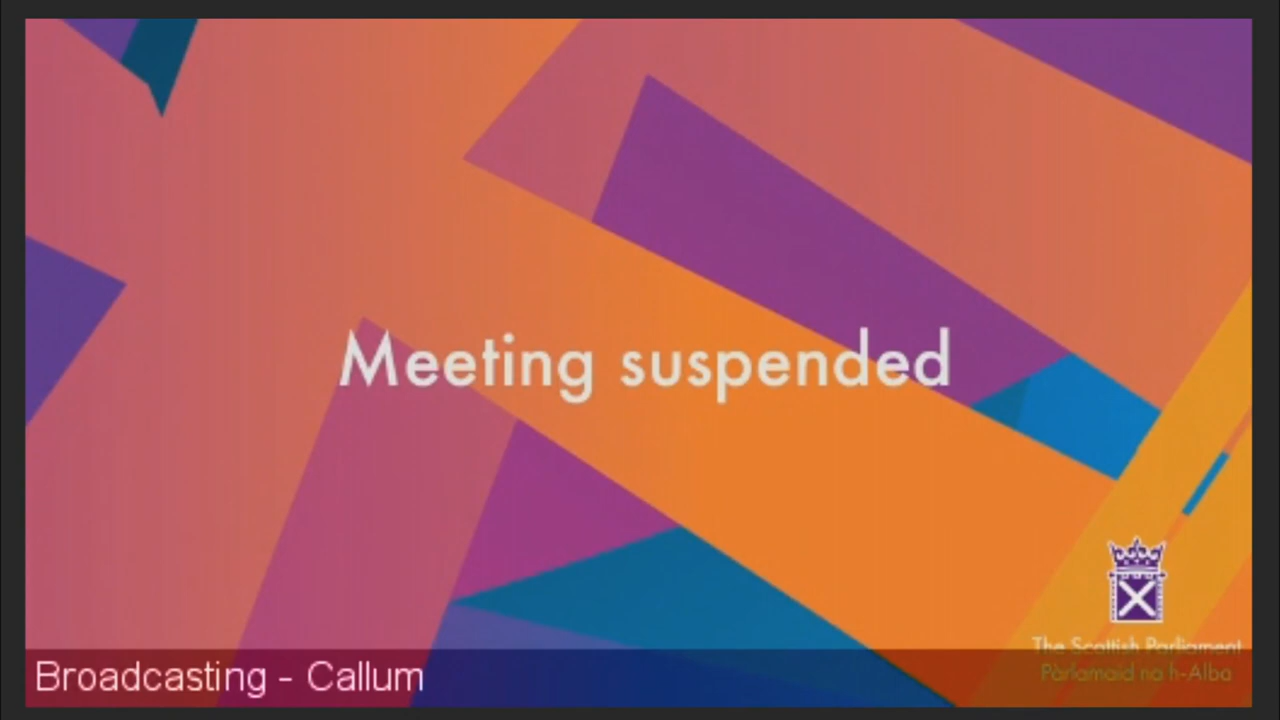 Meeting suspended
The Scottish Parliament
Pàrlamaid na h-Alba
Broadcasting - Callum